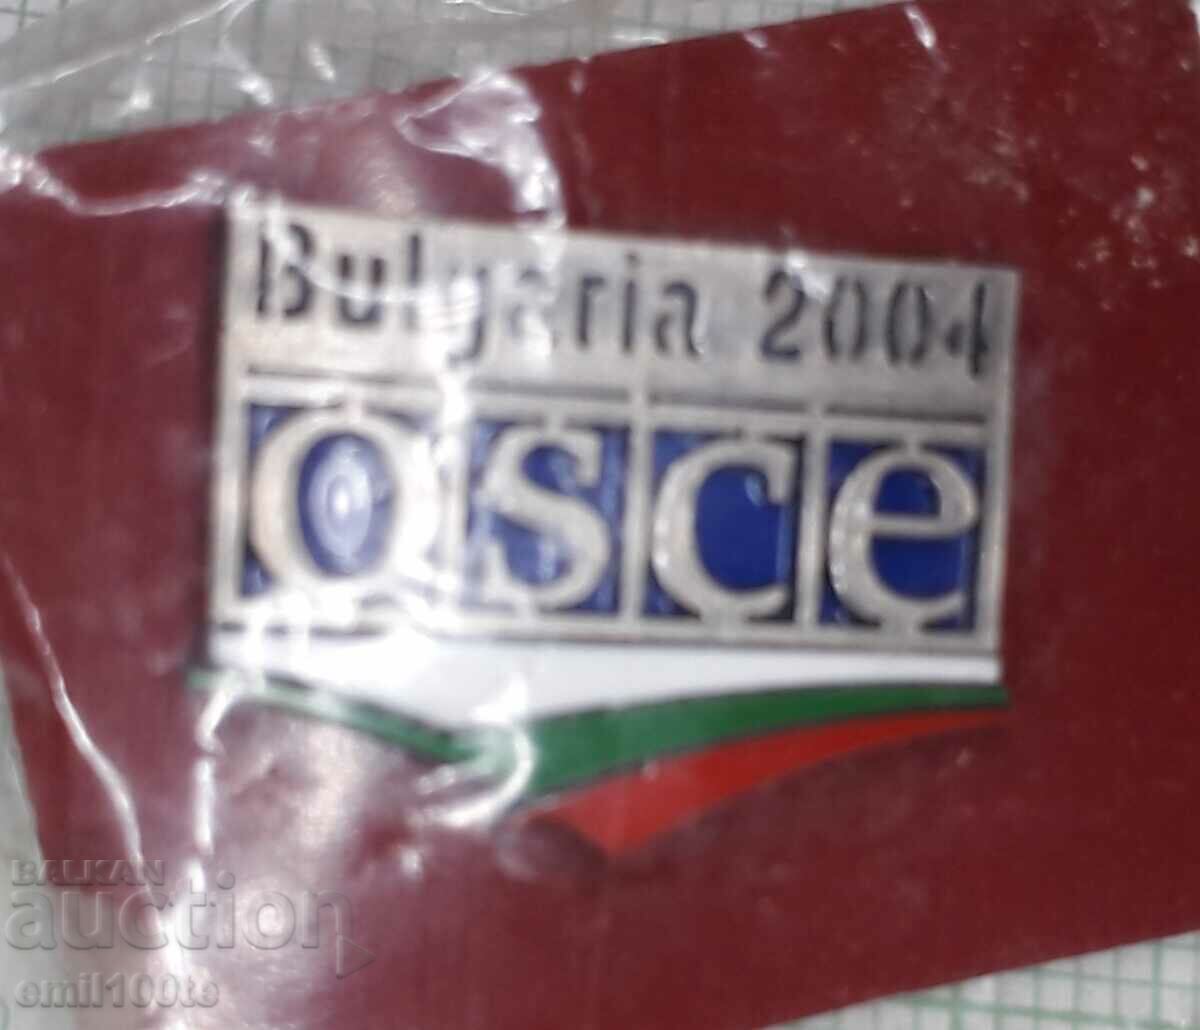 Bulgaria 2004
osce
BALKAN
auction
emil100te